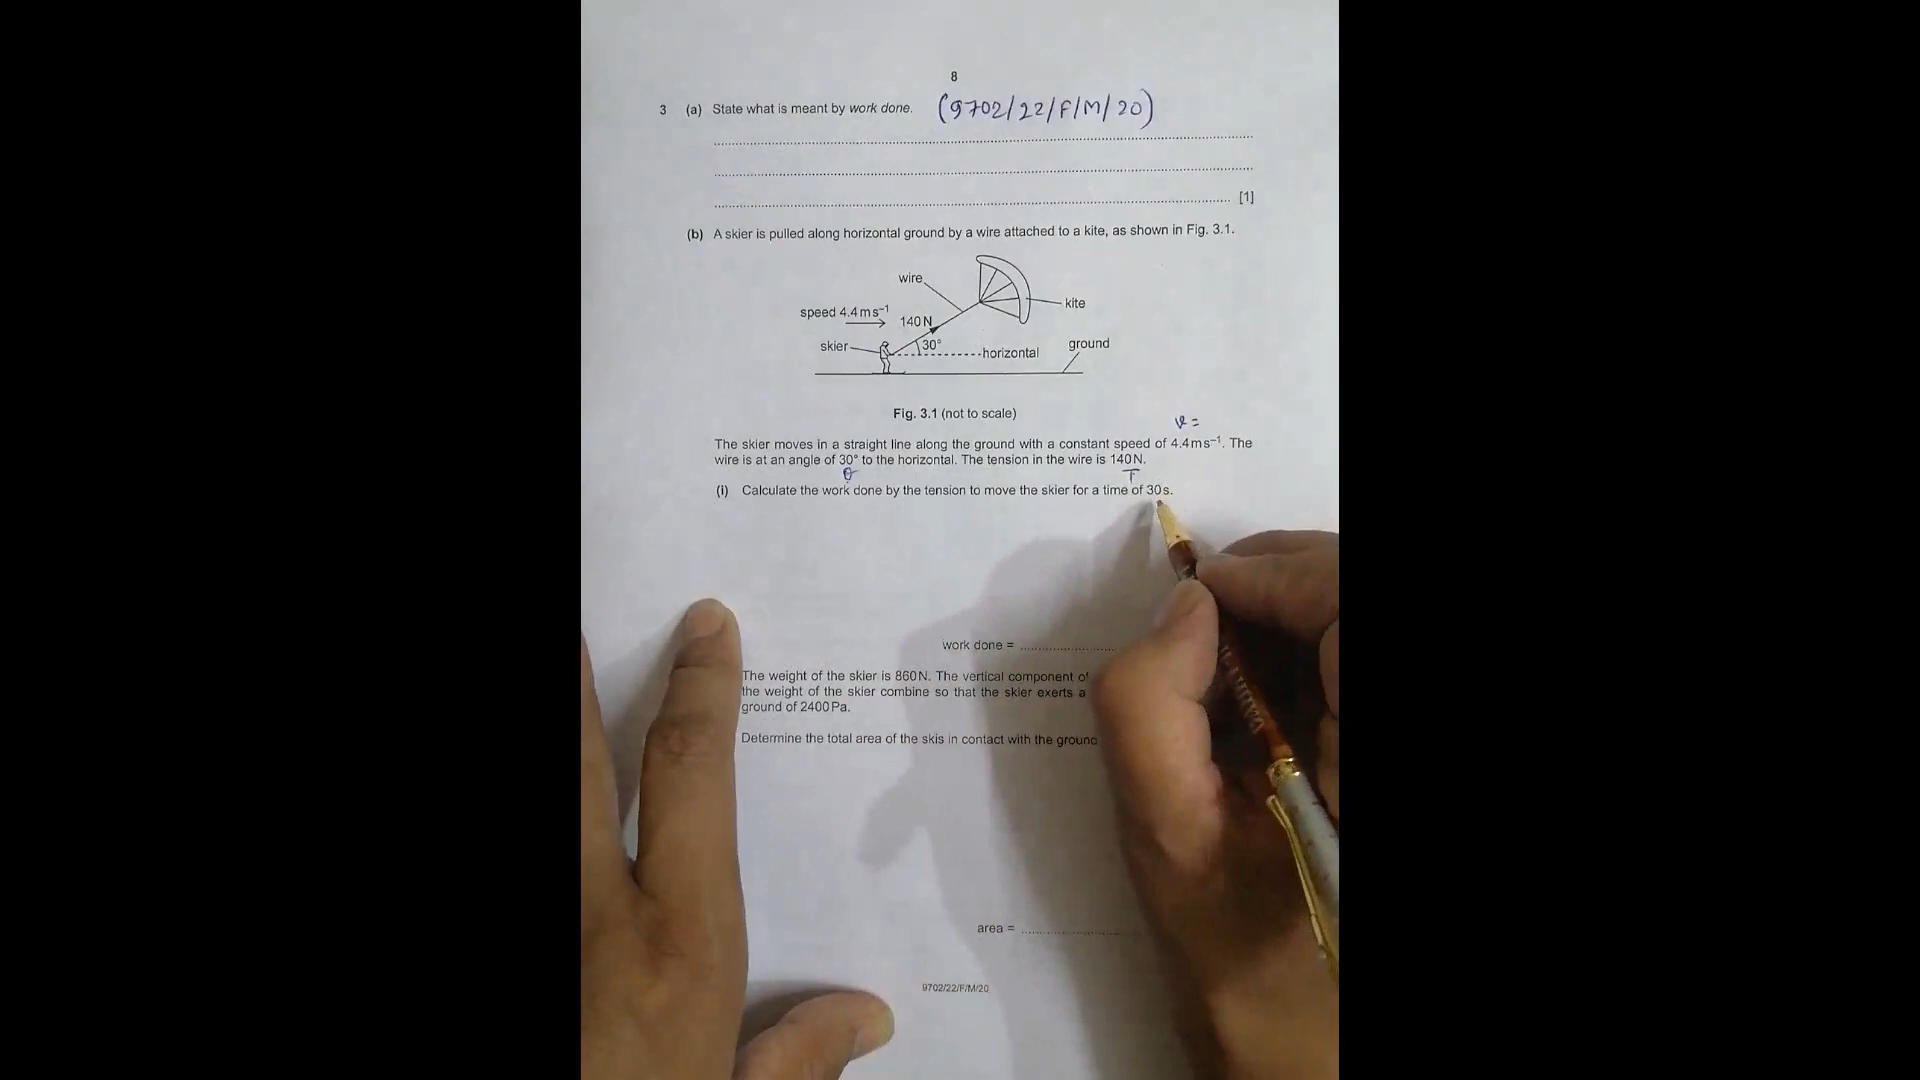 8
3 (a) State what is meant by work done. (9702/22/F/M/20)
[1]
(b) A skier is pulled along horizontal ground by a wire attached to a kite, as shown in Fig. 3.1.
wire
kite
speed 4.4 m s⁻¹
140 N
skier
30°
horizontal
ground
Fig. 3.1 (not to scale)
v =
The skier moves in a straight line along the ground with a constant speed of 4.4 m s⁻¹. The
wire is at an angle of 30° to the horizontal. The tension in the wire is 140 N.
θ T
(i) Calculate the work done by the tension to move the skier for a time of 30 s.
work done =
The weight of the skier is 860 N. The vertical component of
the weight of the skier combine so that the skier exerts a
ground of 2400 Pa.
Determine the total area of the skis in contact with the ground
area =
9702/22/F/M/20